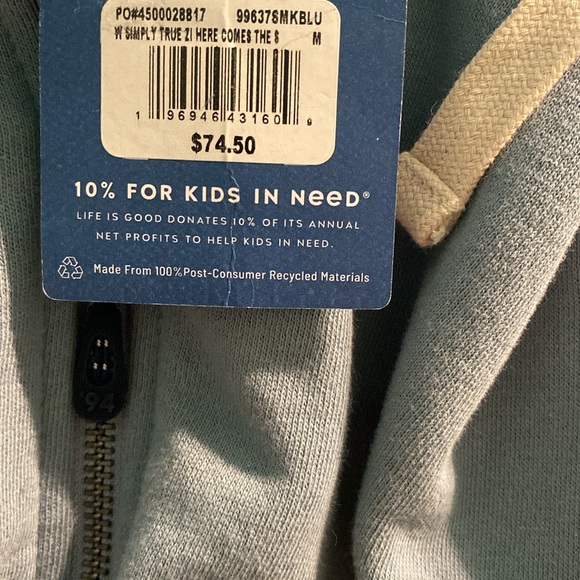 PO#4500028817 99637SMKBLU
W SIMPLY TRUE ZI HERE COMES THE S M
1 96946 43160 9
$74.50
10% FOR KIDS IN NeeD®
LIFE IS GOOD DONATES 10% OF ITS ANNUAL
NET PROFITS TO HELP KIDS IN NEED.
Made From 100%Post-Consumer Recycled Materials
'94